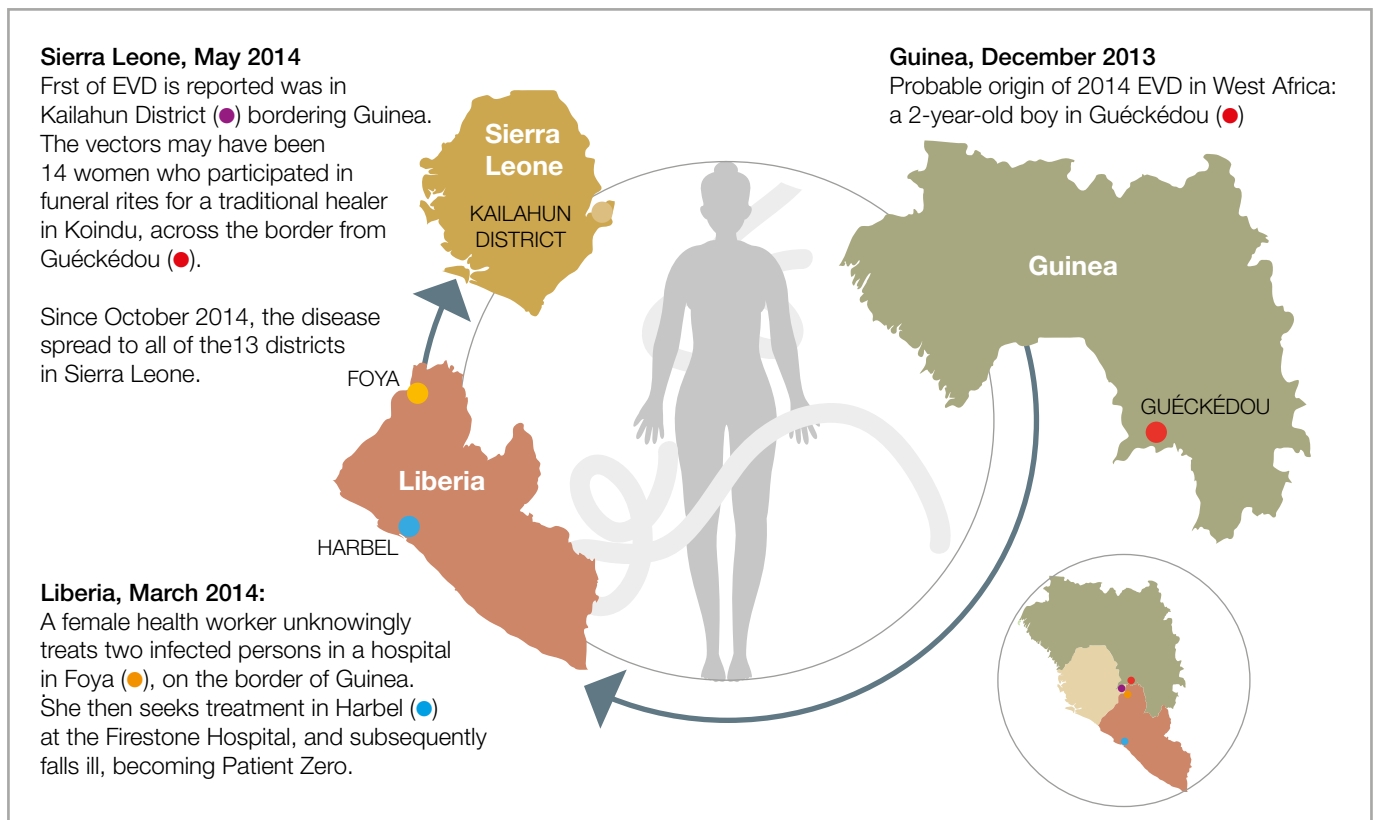 Sierra Leone, May 2014
Frst of EVD is reported was in
Kailahun District (●) bordering Guinea.
The vectors may have been
14 women who participated in
funeral rites for a traditional healer
in Koindu, across the border from
Guéckédou (●).
Since October 2014, the disease
spread to all of the13 districts
in Sierra Leone.
Sierra
Leone
KAILAHUN
DISTRICT
Guinea, December 2013
Probable origin of 2014 EVD in West Africa:
a 2-year-old boy in Guéckédou (●)
Guinea
GUÉCKÉDOU
FOYA
Liberia
HARBEL
Liberia, March 2014:
A female health worker unknowingly
treats two infected persons in a hospital
in Foya (●), on the border of Guinea.
She then seeks treatment in Harbel (●)
at the Firestone Hospital, and subsequently
falls ill, becoming Patient Zero.